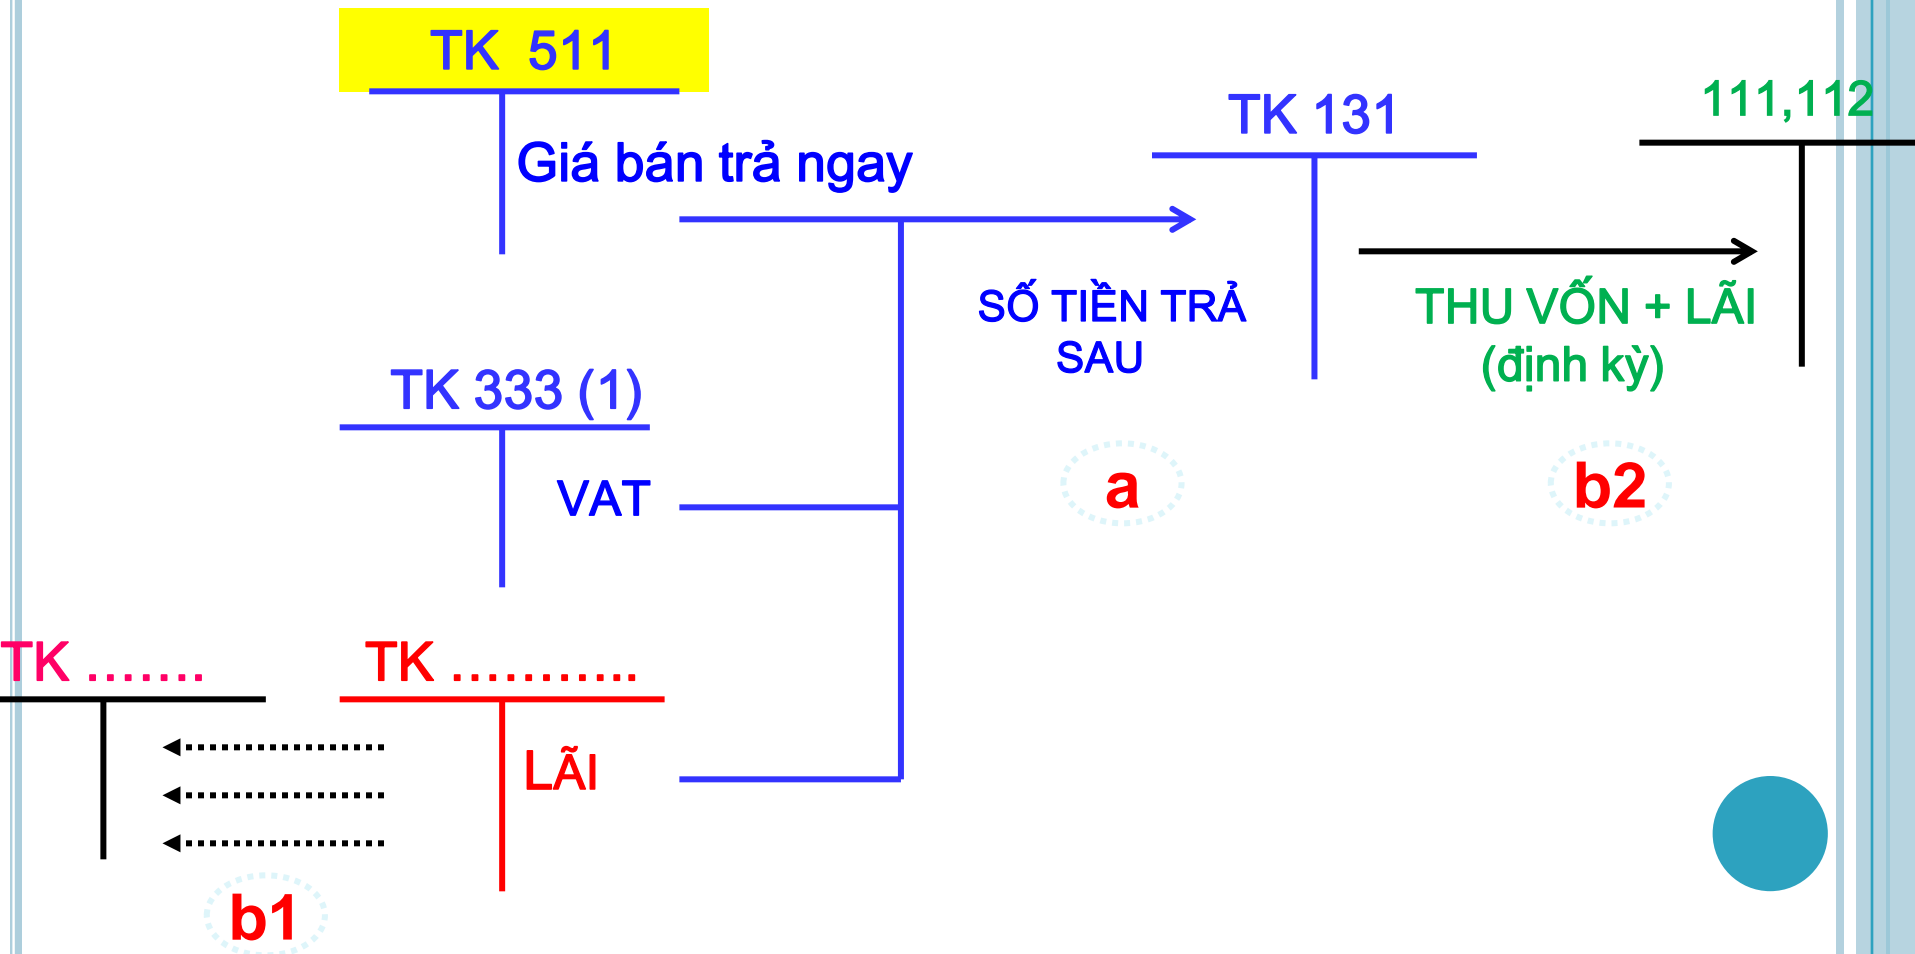 TK 511
TK 131
111,112
Giá bán trả ngay
SỐ TIỀN TRẢ
SAU
THU VỐN + LÃI
(định kỳ)
TK 333 (1)
VAT
a
b2
TK .......
TK ...........
LÃI
b1